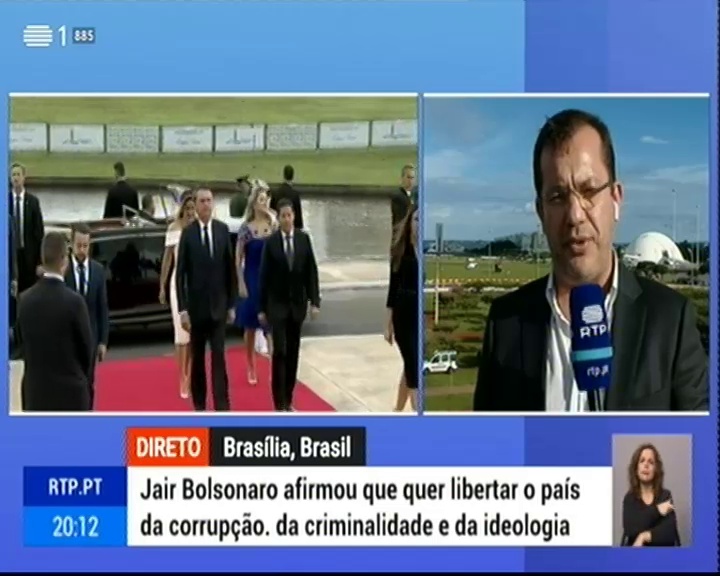 1 885
RTP
rtp.pt
DIRETO Brasília, Brasil
RTP.PT
20:12
Jair Bolsonaro afirmou que quer libertar o país
da corrupção. da criminalidade e da ideologia